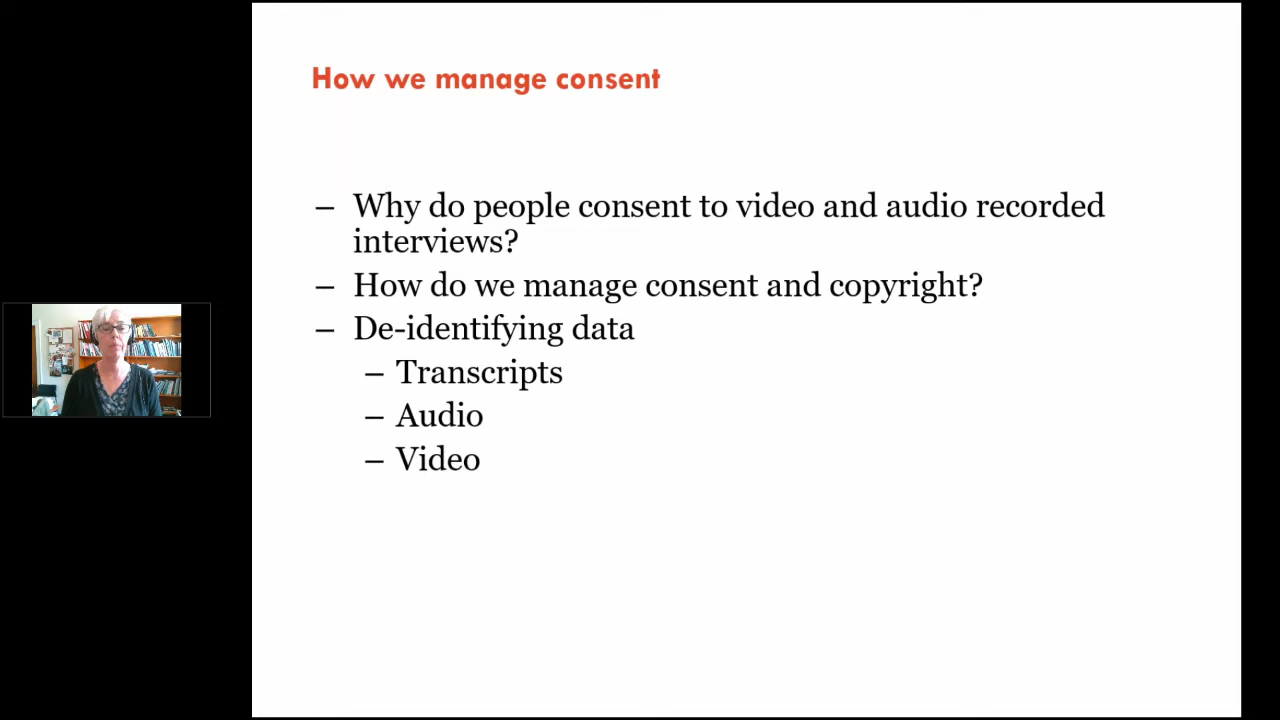 How we manage consent
– Why do people consent to video and audio recorded
interviews?
– How do we manage consent and copyright?
– De-identifying data
– Transcripts
– Audio
– Video